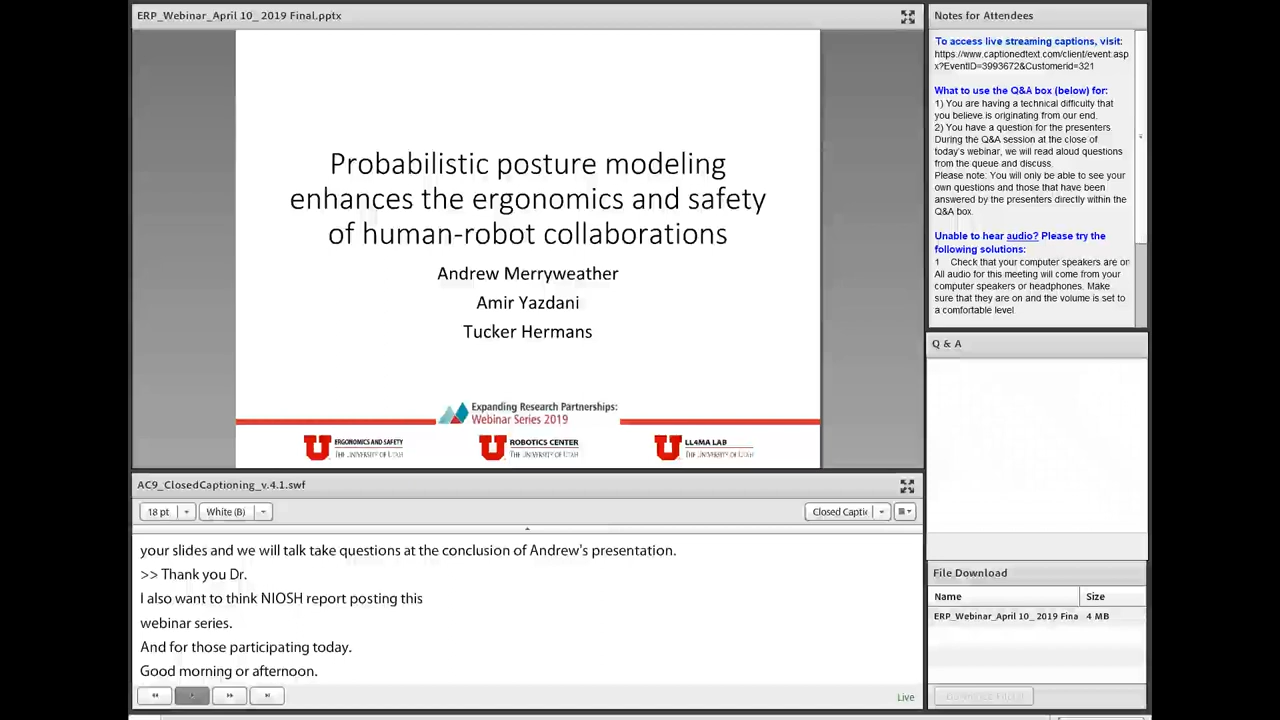 ERP_Webinar_April 10_ 2019 Final.pptx
Probabilistic posture modeling
enhances the ergonomics and safety
of human-robot collaborations
Andrew Merryweather
Amir Yazdani
Tucker Hermans
Expanding Research Partnerships:
Webinar Series 2019
U ERGONOMICS AND SAFETY
THE UNIVERSITY OF UTAH
U ROBOTICS CENTER
THE UNIVERSITY OF UTAH
U LL4MA LAB
THE UNIVERSITY OF UTAH
AC9_ClosedCaptioning_v.4.1.swf
18 pt
White (B)
Closed Captic
your slides and we will talk take questions at the conclusion of Andrew's presentation.
>> Thank you Dr.
I also want to think NIOSH report posting this
webinar series.
And for those participating today.
Good morning or afternoon.
Live
Notes for Attendees
To access live streaming captions, visit:
https://www.captionedtext.com/client/event.asp
x?EventID=3993672&Customerid=321
What to use the Q&A box (below) for:
1) You are having a technical difficulty that
you believe is originating from our end.
2) You have a question for the presenters
During the Q&A session at the close of
today's webinar, we will read aloud questions
from the queue and discuss.
Please note: You will only be able to see your
own questions and those that have been
answered by the presenters directly within the
Q&A box.
Unable to hear audio? Please try the
following solutions:
1 Check that your computer speakers are on
All audio for this meeting will come from your
computer speakers or headphones. Make
sure that they are on and the volume is set to
a comfortable level
Q & A
File Download
Name
Size
ERP_Webinar_April 10_ 2019 Fina
4 MB